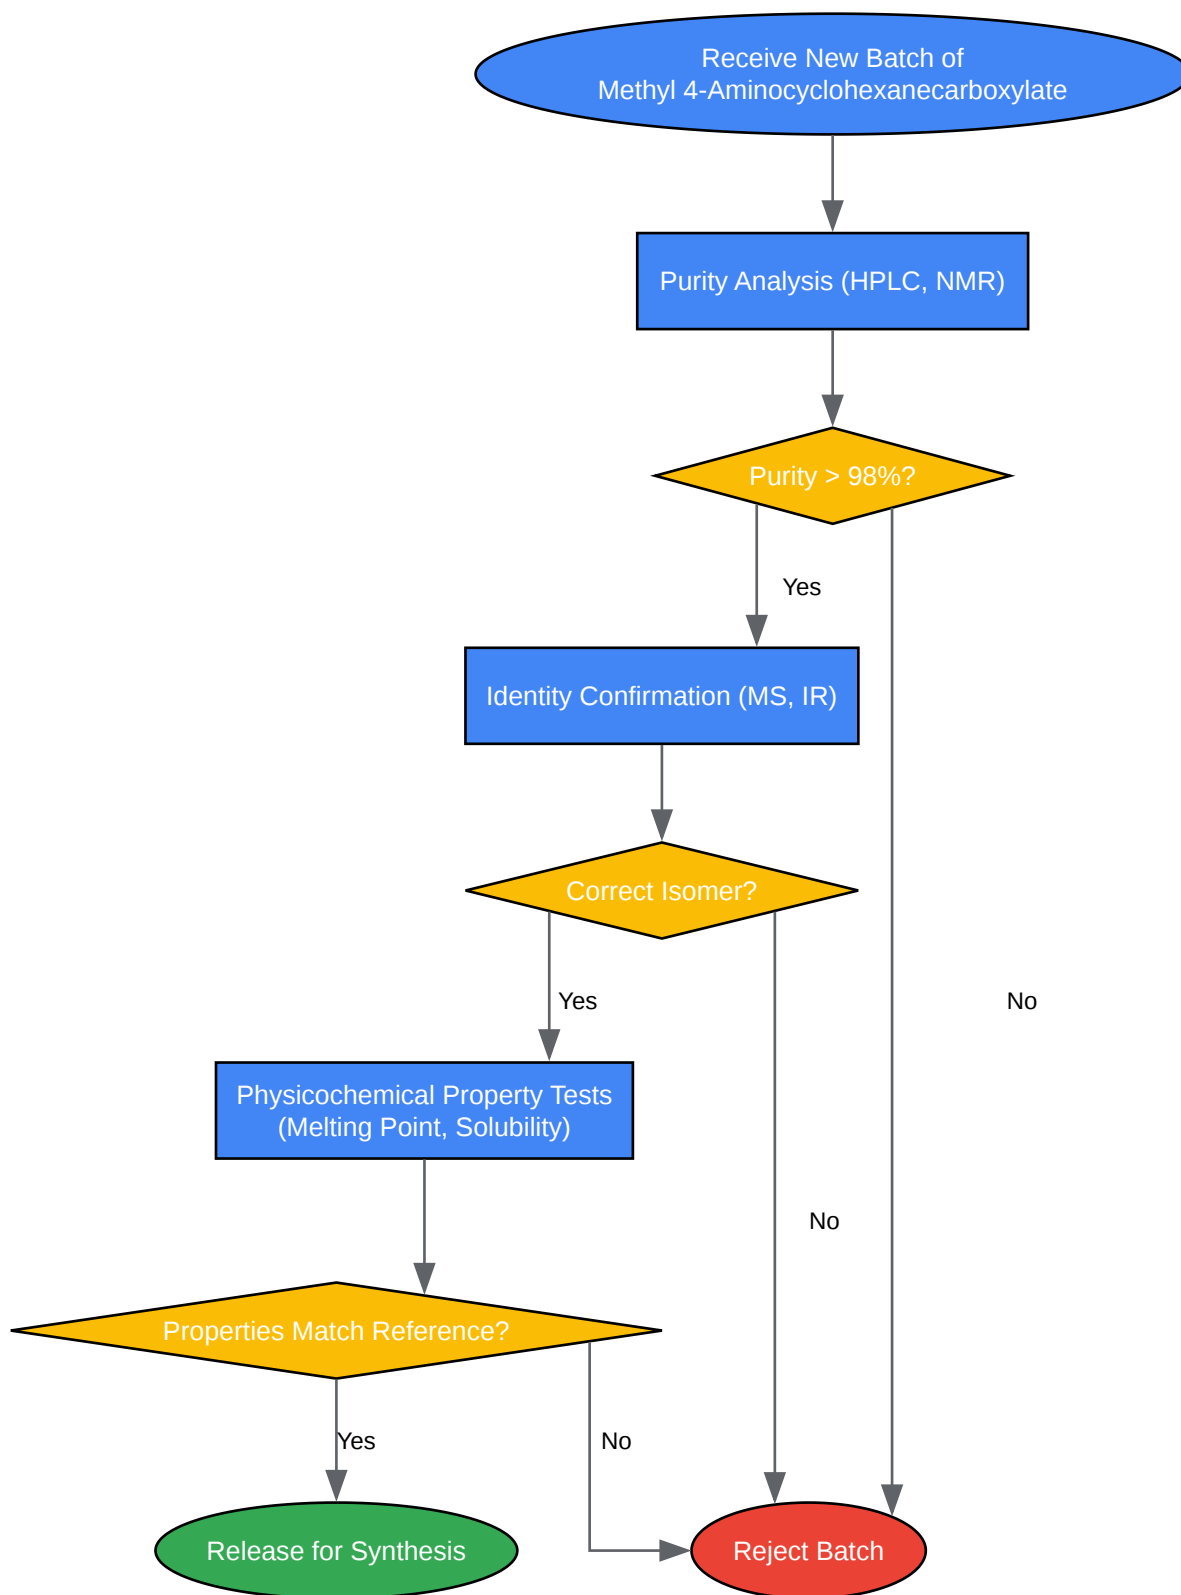 Receive New Batch of
Methyl 4-Aminocyclohexanecarboxylate
Purity Analysis (HPLC, NMR)
Purity > 98%?
Yes
Identity Confirmation (MS, IR)
Correct Isomer?
Yes
No
Physicochemical Property Tests
(Melting Point, Solubility)
No
Properties Match Reference?
Yes
No
Release for Synthesis
Reject Batch